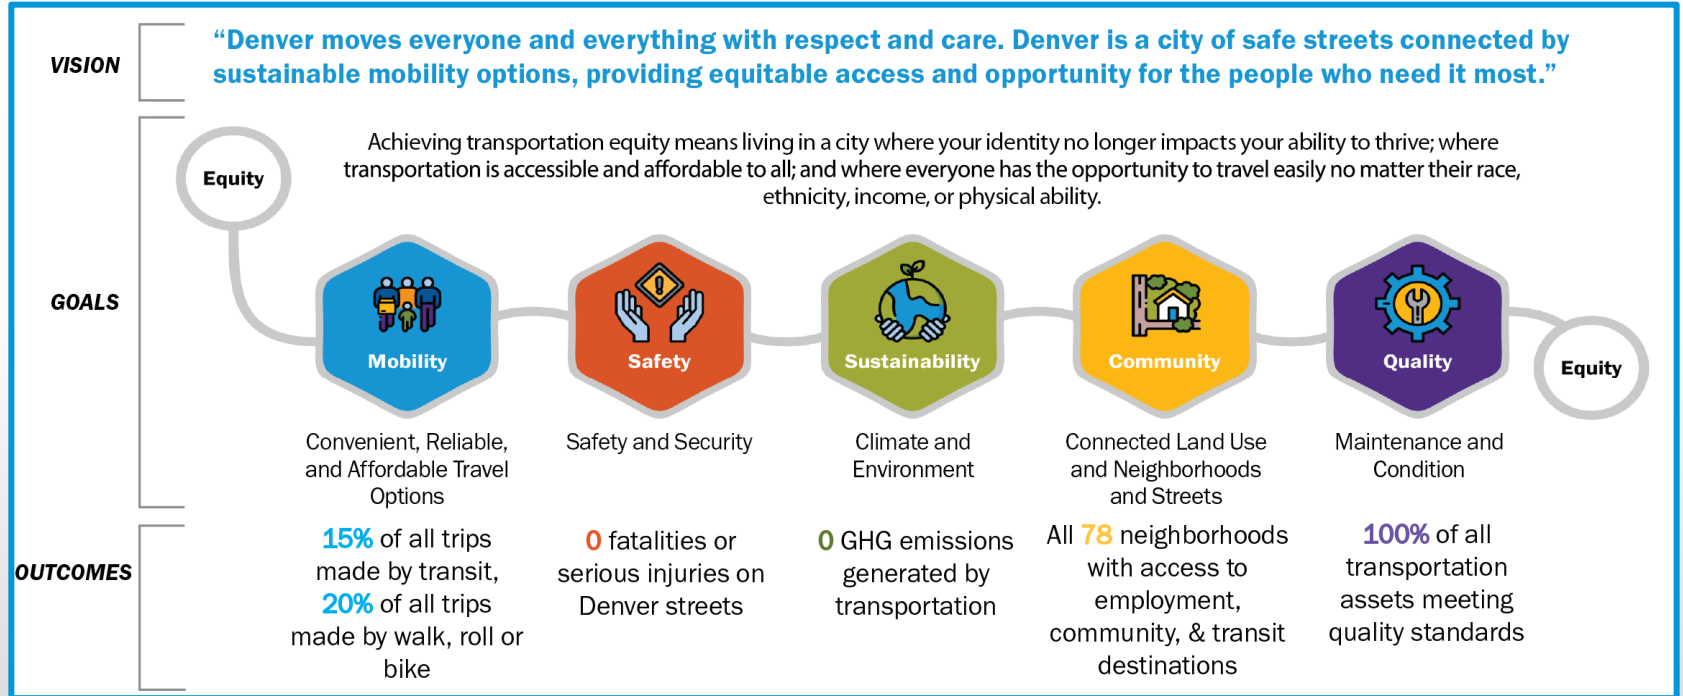 VISION
“Denver moves everyone and everything with respect and care. Denver is a city of safe streets connected by
sustainable mobility options, providing equitable access and opportunity for the people who need it most.”
GOALS
Equity
Achieving transportation equity means living in a city where your identity no longer impacts your ability to thrive; where
transportation is accessible and affordable to all; and where everyone has the opportunity to travel easily no matter their race,
ethnicity, income, or physical ability.
Mobility
Safety
Sustainability
Community
Quality
Equity
Convenient, Reliable,
and Affordable Travel
Options
Safety and Security
Climate and
Environment
Connected Land Use
and Neighborhoods
and Streets
Maintenance and
Condition
OUTCOMES
15% of all trips
made by transit,
20% of all trips
made by walk, roll or
bike
0 fatalities or
serious injuries on
Denver streets
0 GHG emissions
generated by
transportation
All 78 neighborhoods
with access to
employment,
community, & transit
destinations
100% of all
transportation
assets meeting
quality standards